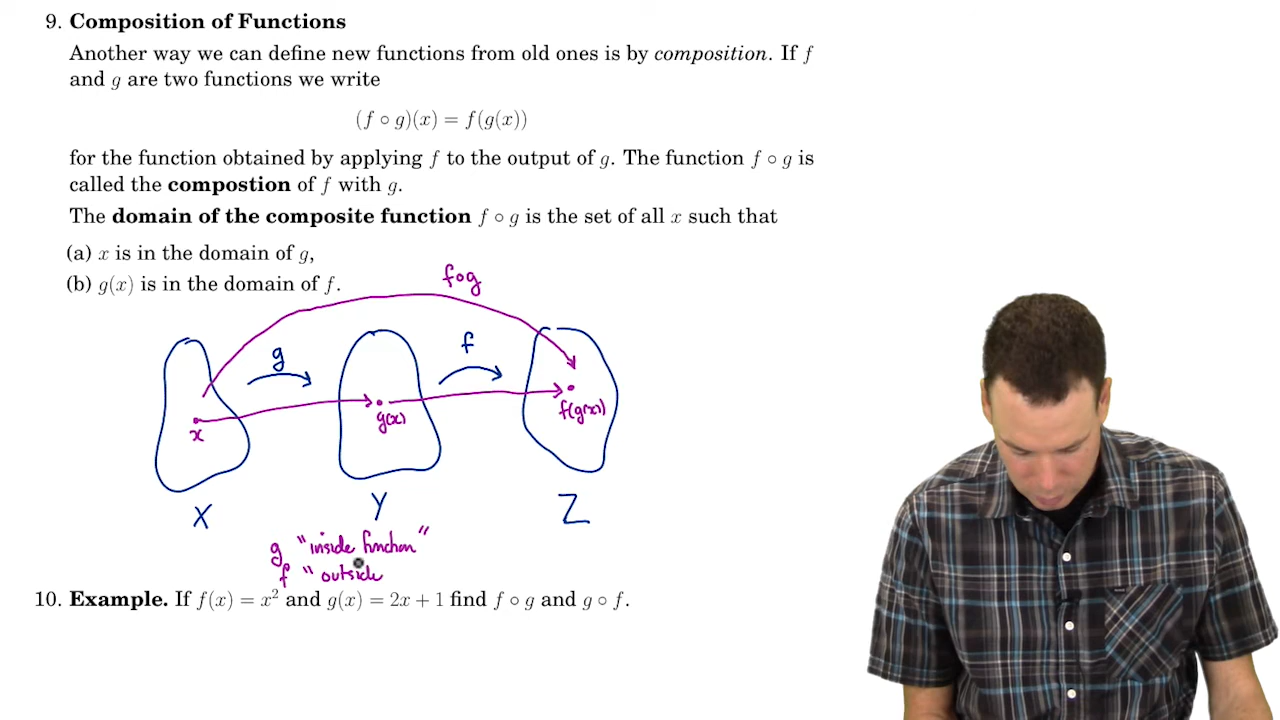 9. Composition of Functions
Another way we can define new functions from old ones is by composition. If f
and g are two functions we write
(f ∘ g)(x) = f(g(x))
for the function obtained by applying f to the output of g. The function f ∘ g is
called the compostion of f with g.
The domain of the composite function f ∘ g is the set of all x such that
(a) x is in the domain of g,
(b) g(x) is in the domain of f.
f∘g
g
f
x
g(x)
f(g(x))
X
Y
Z
g "inside function"
f "outside
10. Example. If f(x) = x² and g(x) = 2x + 1 find f ∘ g and g ∘ f.